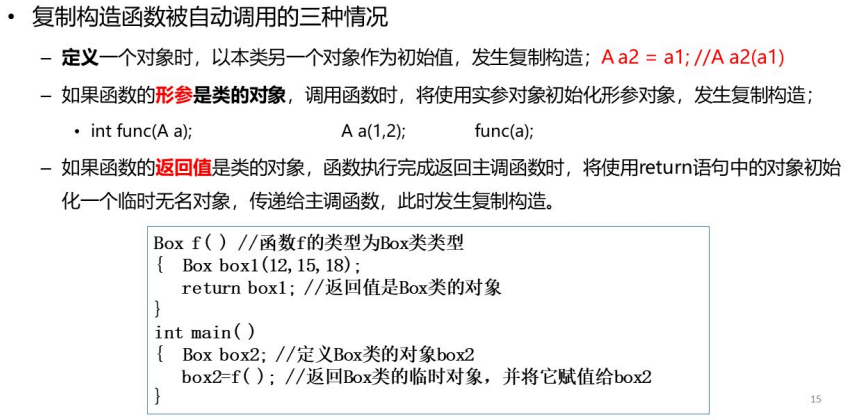 • 复制构造函数被自动调用的三种情况
– 定义一个对象时，以本类另一个对象作为初始值，发生复制构造；A a2 = a1; //A a2(a1)
– 如果函数的形参是类的对象，调用函数时，将使用实参对象初始化形参对象，发生复制构造；
• int func(A a); A a(1,2); func(a);
– 如果函数的返回值是类的对象，函数执行完成返回主调函数时，将使用return语句中的对象初始
化一个临时无名对象，传递给主调函数，此时发生复制构造。
Box f( ) //函数f的类型为Box类类型
{ Box box1(12,15,18);
return box1; //返回值是Box类的对象
}
int main( )
{ Box box2; //定义Box类的对象box2
box2=f( ); //返回Box类的临时对象，并将它赋值给box2
}
15